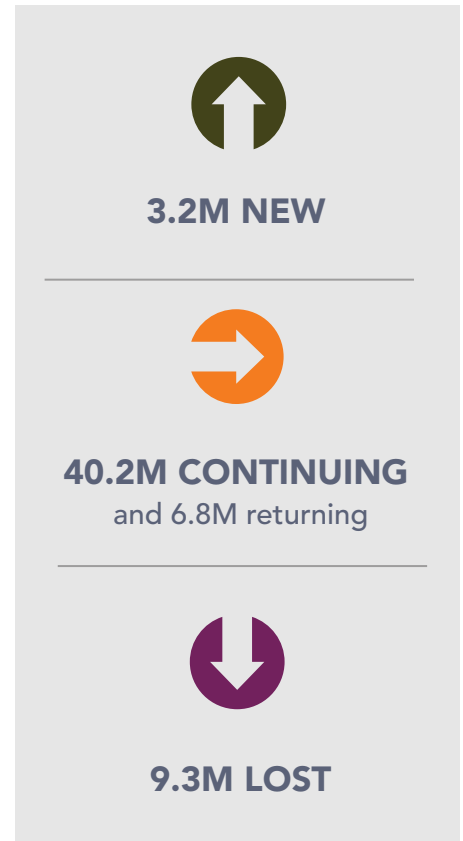 3.2M NEW
40.2M CONTINUING
and 6.8M returning
9.3M LOST